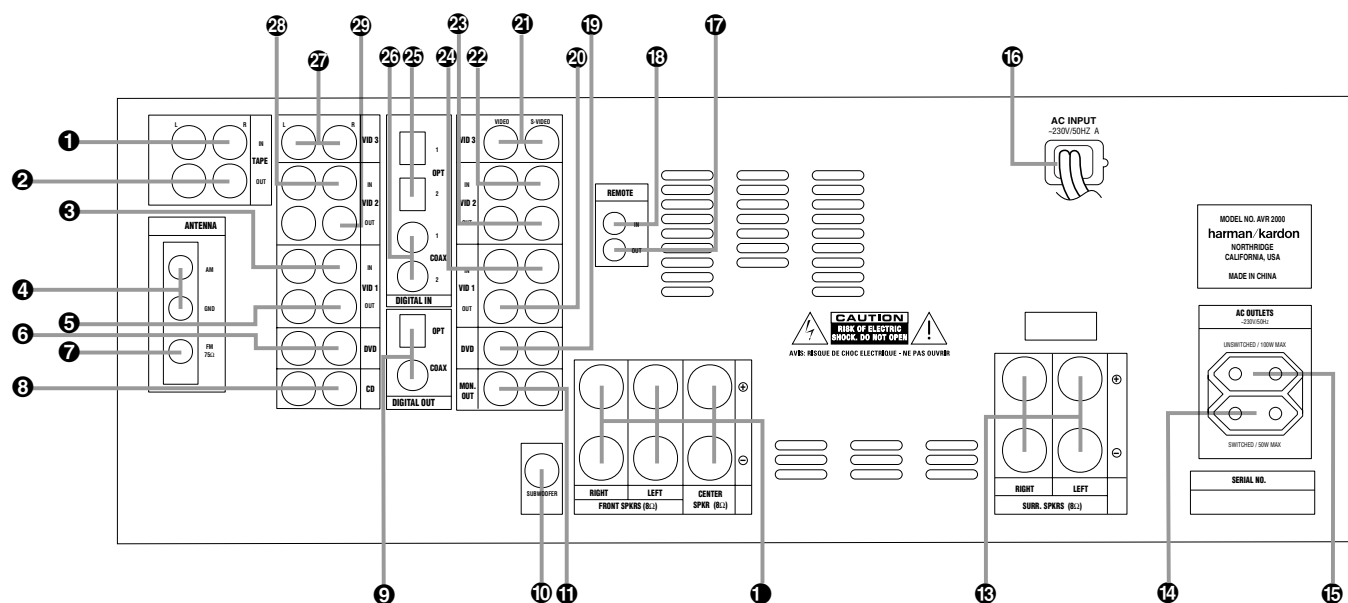 28 29 23 21 19 17
27 26 25 24 22 20 18 16
L R
L R
VIDEO S-VIDEO
AC INPUT
~230V/50HZ A
1
IN
TAPE
OUT
2
VID 3
IN
VID 2
OUT
IN
VID 1
OUT
DVD
CD
1
OPT
2
1
COAX
2
DIGITAL IN
OPT
COAX
DIGITAL OUT
VID 3
IN
VID 2
OUT
IN
VID 1
OUT
DVD
MON.
OUT
REMOTE
IN
OUT
3
ANTENNA
AM
GND
FM
75Ω
4
5
6
7
8
MODEL NO. AVR 2000
harman/kardon
NORTHRIDGE
CALIFORNIA, USA
MADE IN CHINA
CAUTION
RISK OF ELECTRIC
SHOCK. DO NOT OPEN
AVIS: RISQUE DE CHOC ELECTRIQUE - NE PAS OUVRIR
AC OUTLETS
~230V/50Hz
UNSWITCHED / 100W MAX
SWITCHED / 50W MAX
SERIAL NO.
SUBWOOFER
+
−
RIGHT LEFT CENTER
FRONT SPKRS (8Ω) SPKR (8Ω)
+
−
RIGHT LEFT
SURR. SPKRS (8Ω)
9 10 11 1 13 14 15